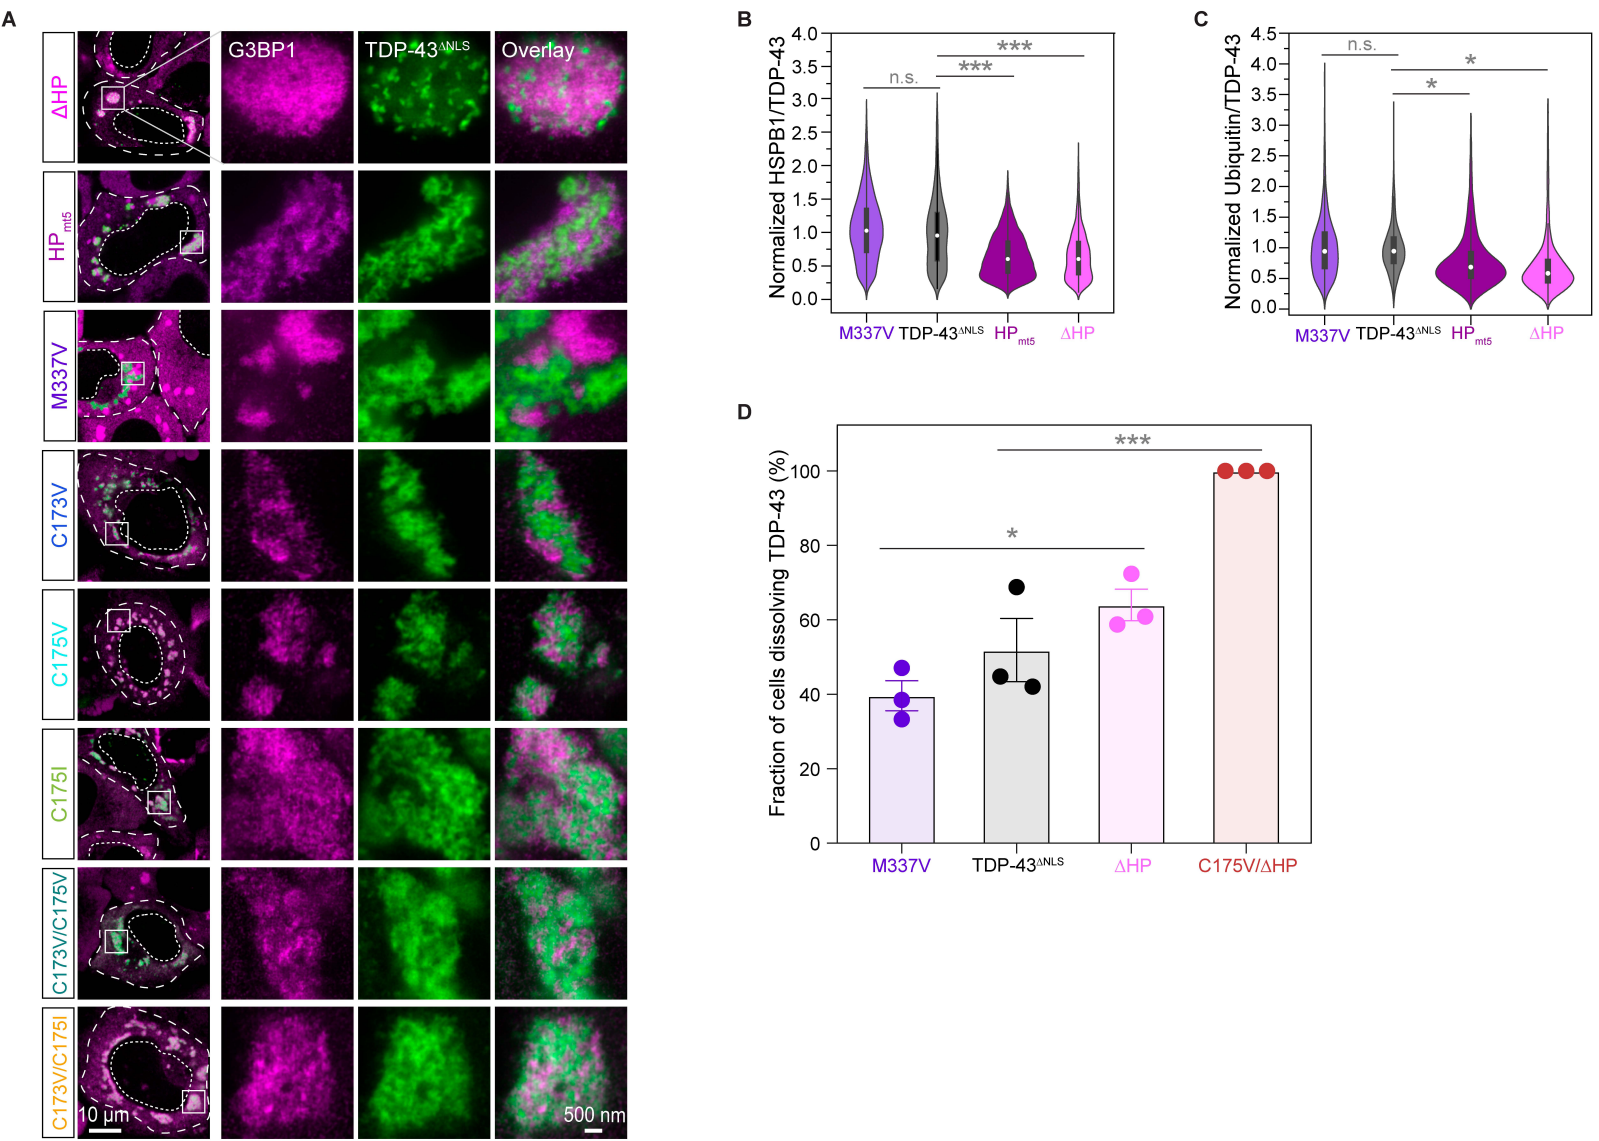 A
G3BP1
TDP-43ΔNLS
Overlay
ΔHP
HPmt5
M337V
C173V
C175V
C175I
C173V/C175V
C173V/C175I
10 µm
500 nm
B
Normalized HSPB1/TDP-43
4.0
3.5
3.0
2.5
2.0
1.5
1.0
0.5
0.0
n.s.
***
***
M337V
TDP-43ΔNLS
HPmt5
ΔHP
C
Normalized Ubiquitin/TDP-43
4.5
4.0
3.5
3.0
2.5
2.0
1.5
1.0
0.5
0.0
n.s.
*
*
M337V
TDP-43ΔNLS
HPmt5
ΔHP
D
Fraction of cells dissolving TDP-43 (%)
100
80
60
40
20
0
***
*
M337V
TDP-43ΔNLS
ΔHP
C175V/ΔHP